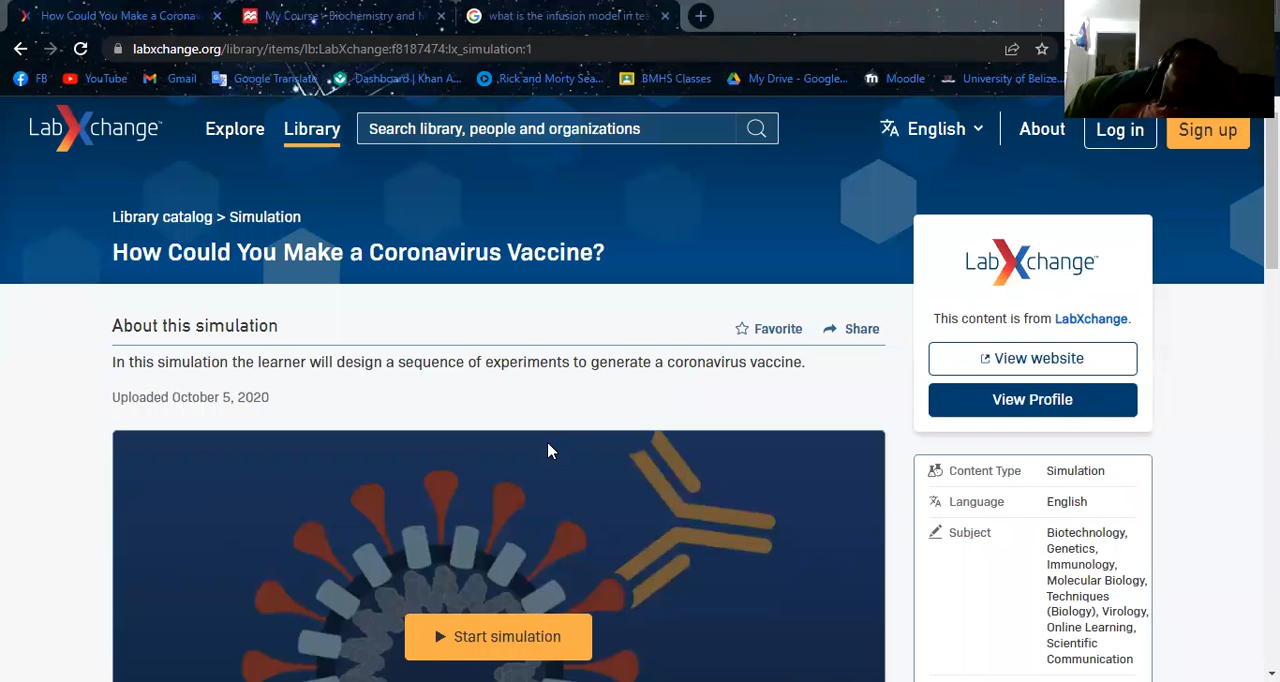 How Could You Make a Coronav
My Course: Biochemistry and M
what is the infusion model in tea
labxchange.org/library/items/lb:LabXchange:f8187474:lx_simulation:1
FB
YouTube
Gmail
Google Translate
Dashboard | Khan A...
.Rick and Morty Sea...
BMHS Classes
My Drive - Google...
Moodle
University of Belize...
LabXchange™
Explore
Library
Search library, people and organizations
English
About
Log in
Sign up
Library catalog > Simulation
How Could You Make a Coronavirus Vaccine?
LabXchange™
This content is from LabXchange.
View website
View Profile
About this simulation
Favorite
Share
In this simulation the learner will design a sequence of experiments to generate a coronavirus vaccine.
Uploaded October 5, 2020
Start simulation
Content Type
Simulation
Language
English
Subject
Biotechnology,
Genetics,
Immunology,
Molecular Biology,
Techniques
(Biology), Virology,
Online Learning,
Scientific
Communication